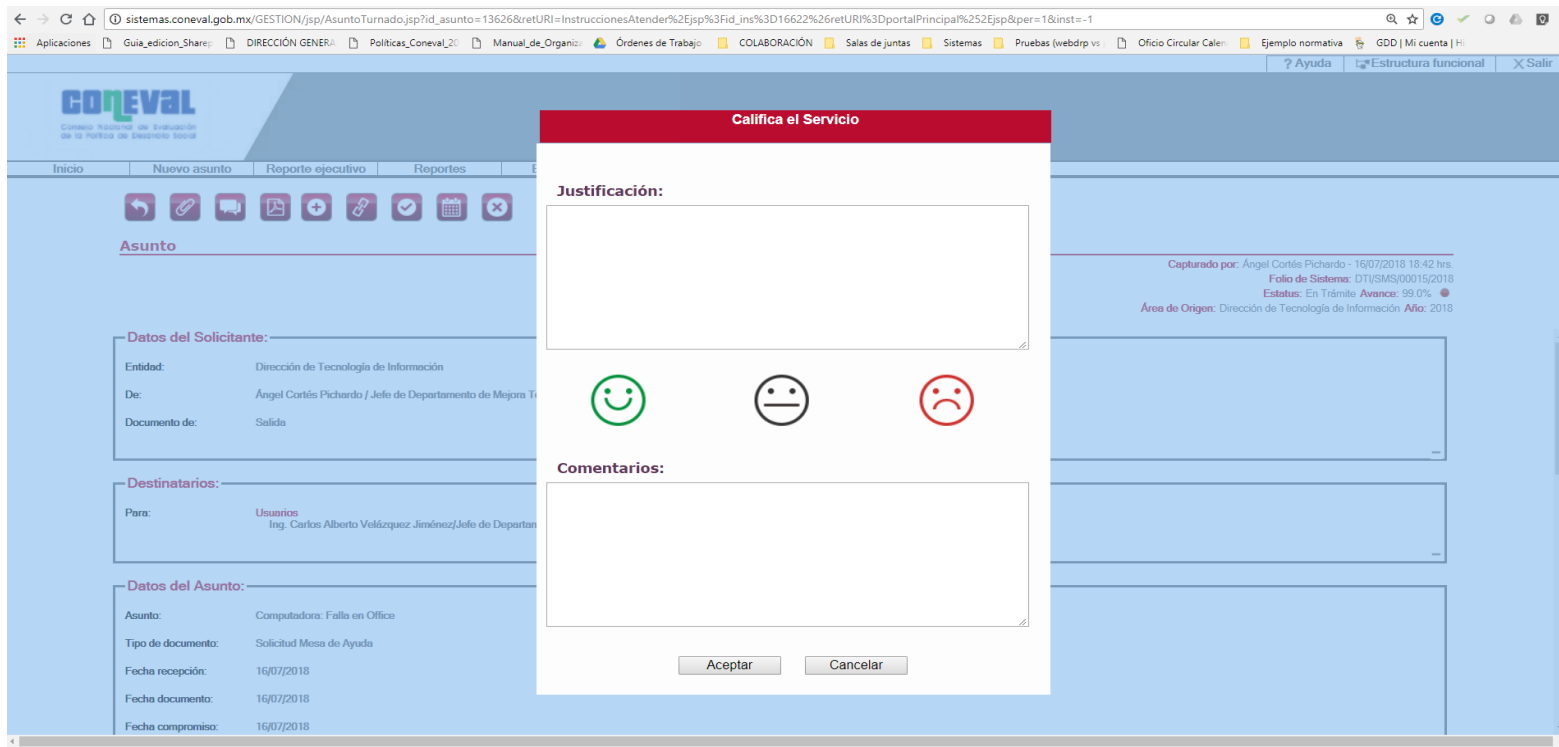 sistemas.coneval.gob.mx/GESTION/jsp/AsuntoTurnado.jsp?id_asunto=13626&retURI=InstruccionesAtender%2Ejsp%3Fid_ins%3D16622%26retURI%3DportalPrincipal%252Ejsp&per=1&inst=-1
Aplicaciones Guia_edicion_Sharep DIRECCIÓN GENERA Políticas_Coneval_20 Manual_de_Organiza Órdenes de Trabajo COLABORACIÓN Salas de juntas Sistemas Pruebas (webdrp vs Oficio Circular Calen Ejemplo normativa GDD | Mi cuenta | Hi
? Ayuda Estructura funcional X Salir
CONEVal
Consejo Nacional de Evaluación
de la Política de Desarrollo Social
Inicio Nuevo asunto Reporte ejecutivo Reportes
Califica el Servicio
Justificación:
Comentarios:
Aceptar Cancelar
Asunto
Capturado por: Ángel Cortés Pichardo - 16/07/2018 18:42 hrs.
Folio de Sistema: DTI/SMS/00015/2018
Estatus: En Trámite Avance: 99.0%
Área de Origen: Dirección de Tecnología de Información Año: 2018
Datos del Solicitante:
Entidad: Dirección de Tecnología de Información
De: Ángel Cortés Pichardo / Jefe de Departamento de Mejora T
Documento de: Salida
Destinatarios:
Para: Usuarios
Ing. Carlos Alberto Velázquez Jiménez/Jefe de Departam
Datos del Asunto:
Asunto: Computadora: Falla en Office
Tipo de documento: Solicitud Mesa de Ayuda
Fecha recepción: 16/07/2018
Fecha documento: 16/07/2018
Fecha compromiso: 16/07/2018